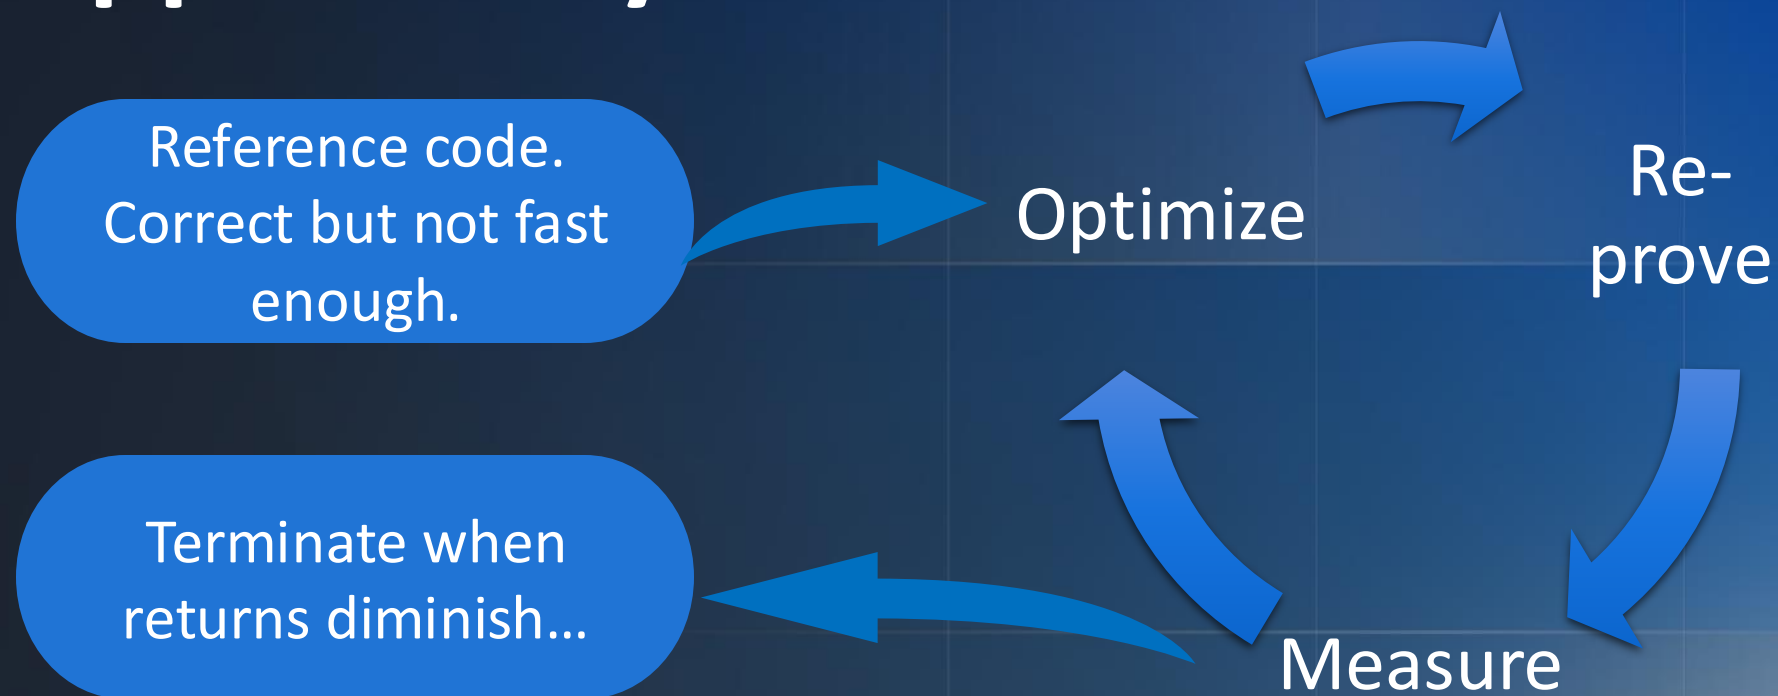 Reference code.
Correct but not fast
enough.
Optimize
Re-
prove
Terminate when
returns diminish…
Measure